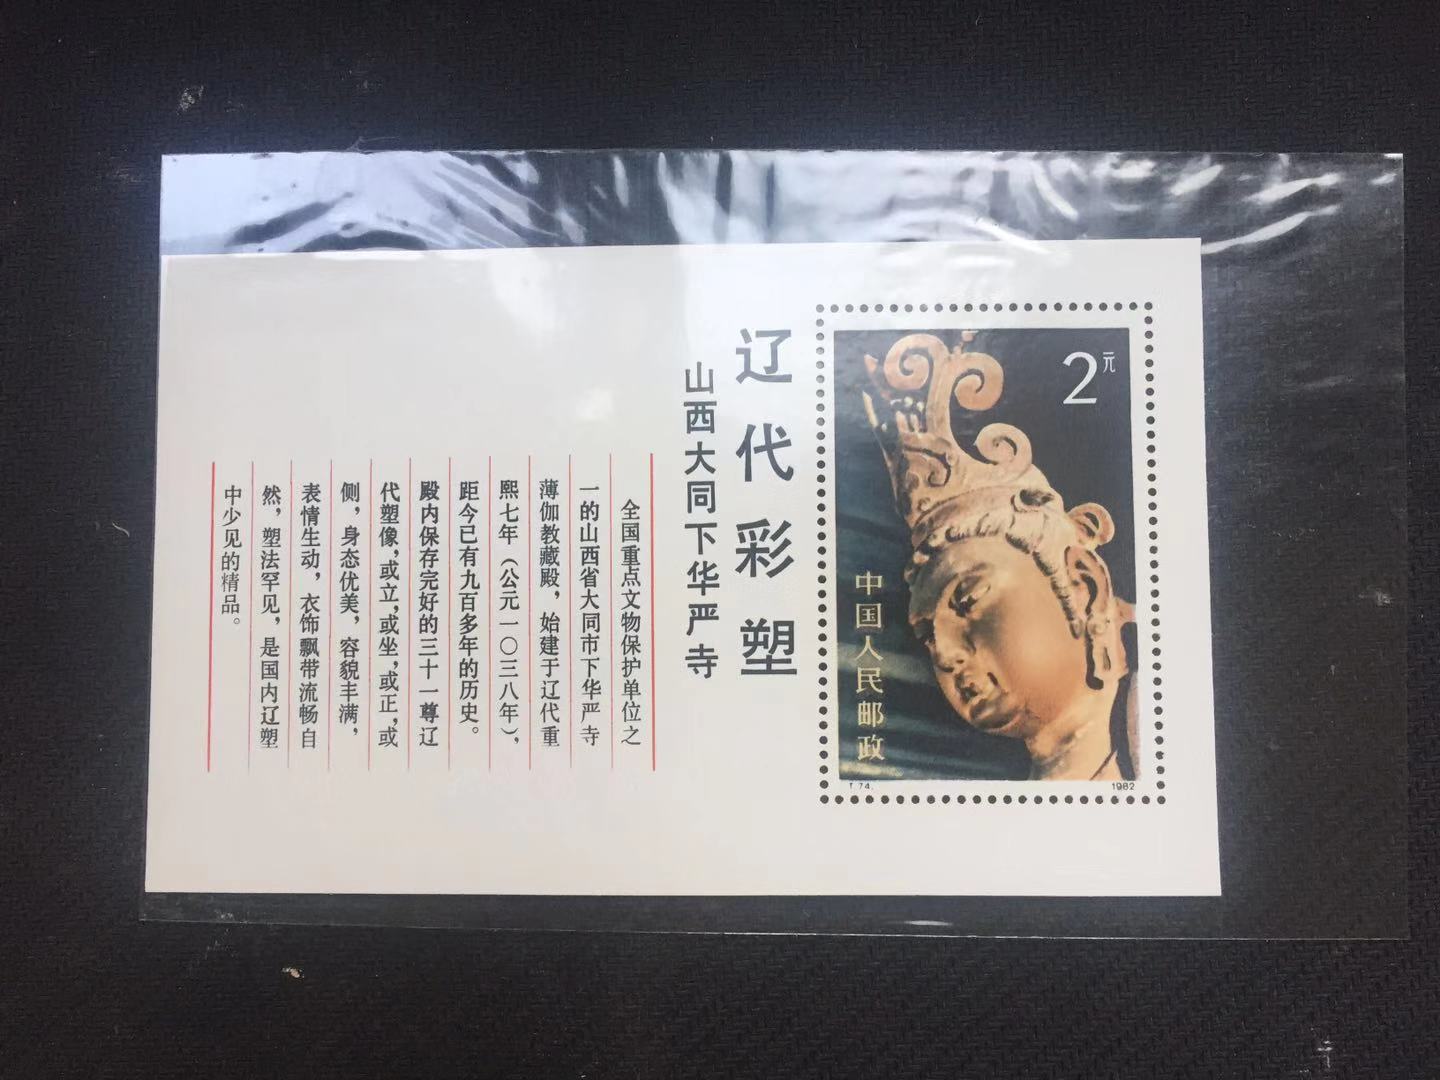 2元
中国人民邮政
T.74.
1982
辽代彩塑
山西大同下华严寺
全国重点文物保护单位之
一的山西省大同市下华严寺
薄伽教藏殿，始建于辽代重
熙七年（公元一〇三八年），
距今已有九百多年的历史。
殿内保存完好的三十一尊辽
代塑像，或立，或坐，或正，或
侧，身态优美，容貌丰满，
表情生动，衣饰飘带流畅自
然，塑法罕见，是国内辽塑
中少见的精品。